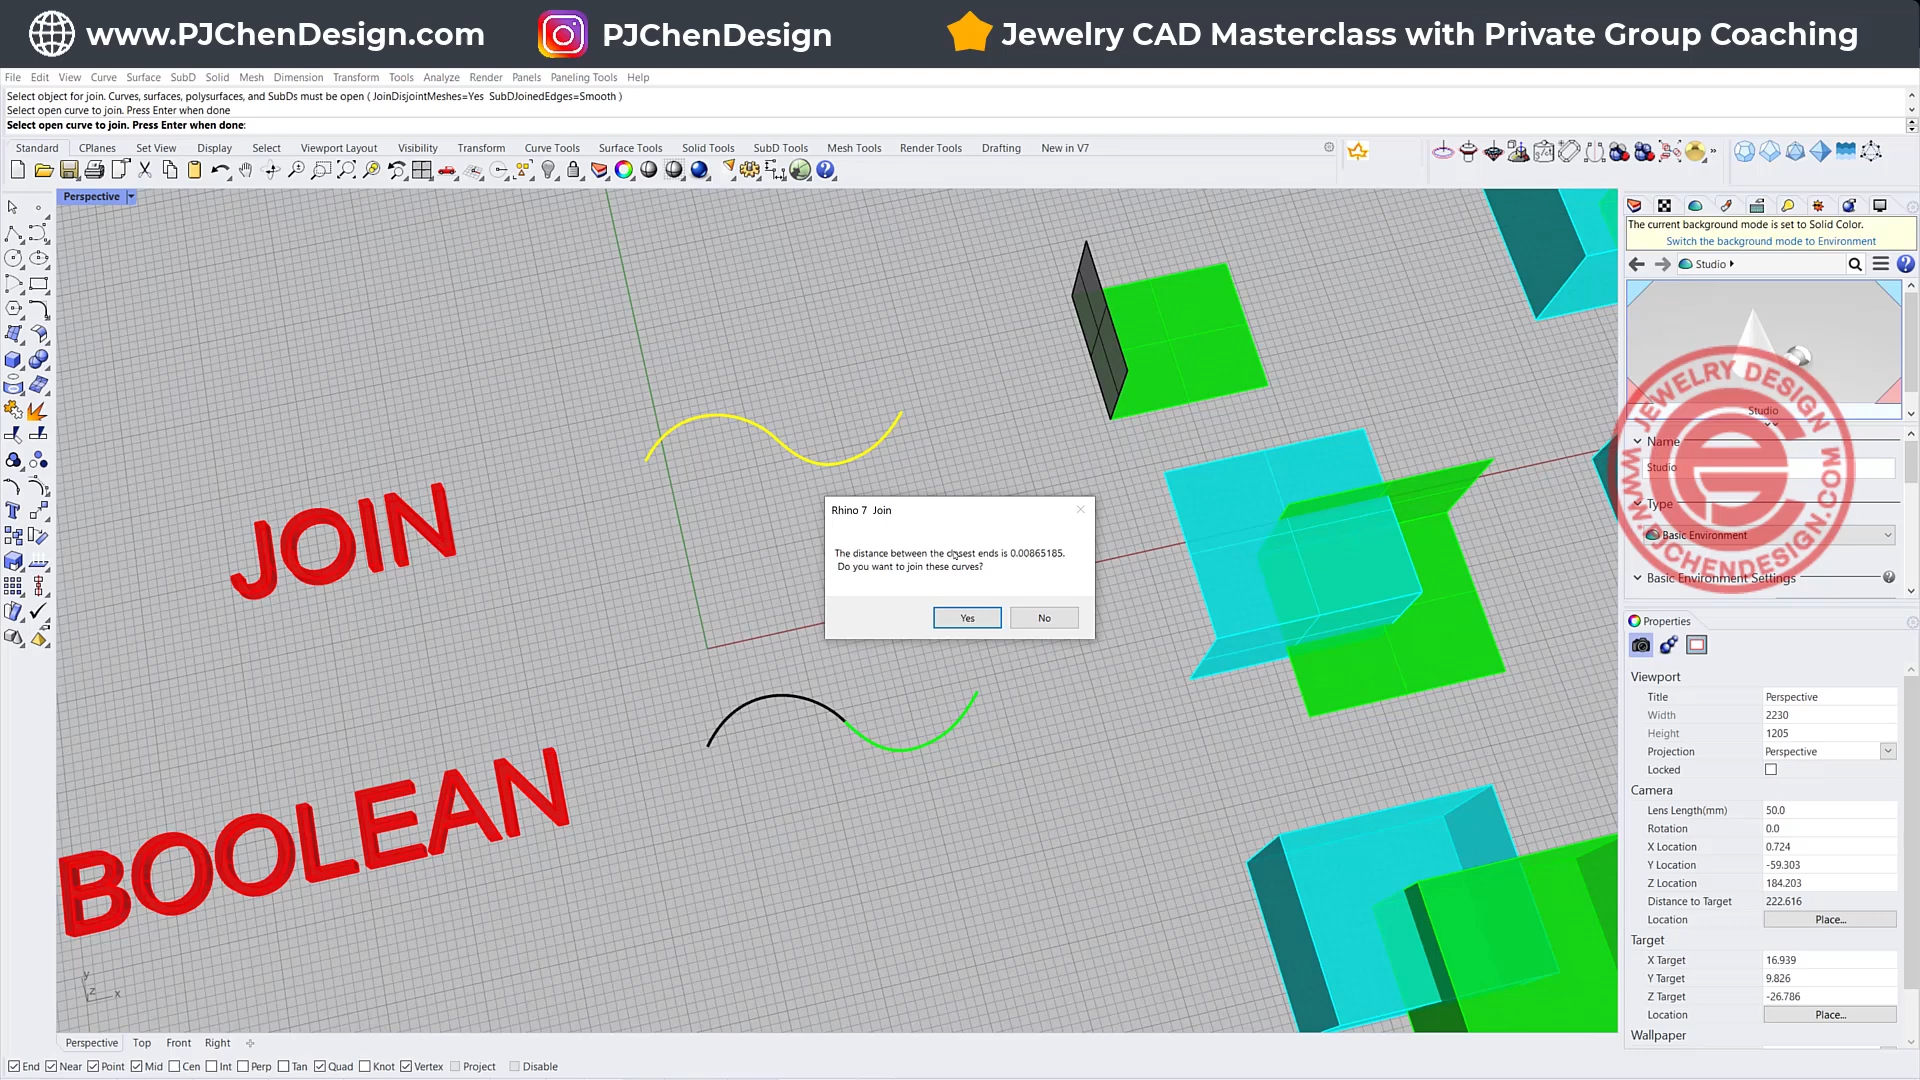 www.PJChenDesign.com PJChenDesign Jewelry CAD Masterclass with Private Group Coaching
File Edit View Curve Surface SubD Solid Mesh Dimension Transform Tools Analyze Render Panels Paneling Tools Help
Select object for join. Curves, surfaces, polysurfaces, and SubDs must be open ( JoinDisjointMeshes=Yes SubDJoinedEdges=Smooth )
Select open curve to join. Press Enter when done
Select open curve to join. Press Enter when done:
Standard CPlanes Set View Display Select Viewport Layout Visibility Transform Curve Tools Surface Tools Solid Tools SubD Tools Mesh Tools Render Tools Drafting New in V7
Perspective
The current background mode is set to Solid Color.
Switch the background mode to Environment
Studio
Studio
JEWELRY DESIGN
WWW.PJCHENDESIGN.COM
Name
Studio
Type
Basic Environment
Basic Environment Settings
JOIN
BOOLEAN
Rhino 7 Join
The distance between the closest ends is 0.00865185.
Do you want to join these curves?
Yes No
Properties
Viewport
Title Perspective
Width 2230
Height 1205
Projection Perspective
Locked
Camera
Lens Length(mm) 50.0
Rotation 0.0
X Location 0.724
Y Location -59.303
Z Location 184.203
Distance to Target 222.616
Location Place...
Target
X Target 16.939
Y Target 9.826
Z Target -26.786
Location Place...
Wallpaper
y
z x
Perspective Top Front Right
End Near Point Mid Cen Int Perp Tan Quad Knot Vertex Project Disable